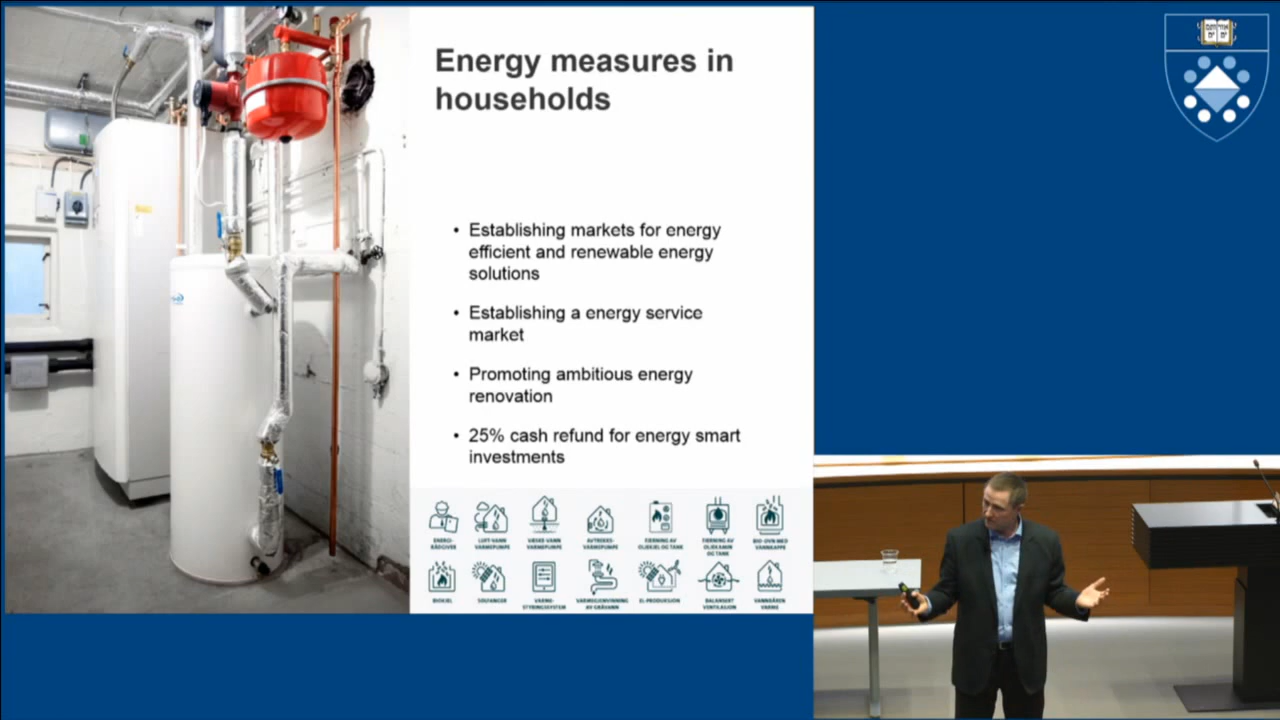 Energy measures in
households
• Establishing markets for energy
efficient and renewable energy
solutions
• Establishing a energy service
market
• Promoting ambitious energy
renovation
• 25% cash refund for energy smart
investments
ENERGI-
RÅDGIVER
LUFT-VANN
VARMEPUMPE
VÆSKE-VANN
VARMEPUMPE
AVTREKKS-
VARMEPUMPE
FJERNING AV
OLJEKJEL OG TANK
FJERNING AV
OLJEKAMIN
OG TANK
BIO-OVN MED
VANNKAPPE
BIOKJEL
SOLFANGER
VARME-
STYRINGSSYSTEM
VARMEGJENVINNING
AV GRÅVANN
EL-PRODUKSJON
BALANSERT
VENTILASJON
VANNBÅREN
VARME